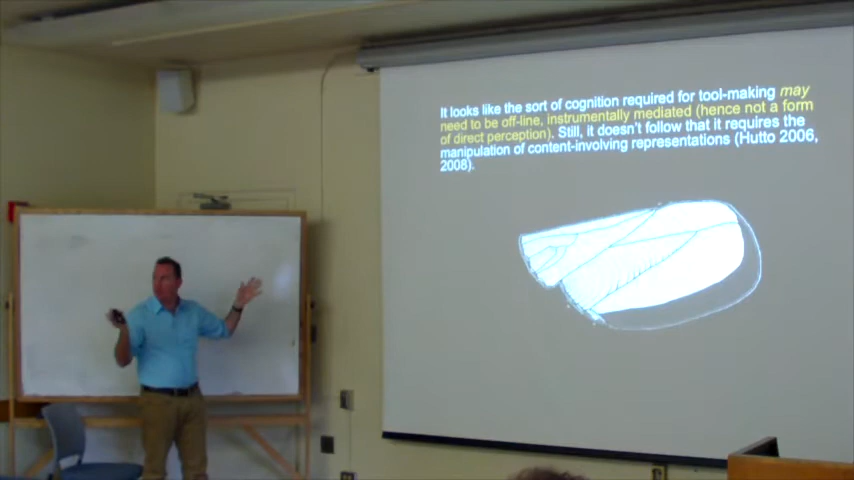 It looks like the sort of cognition required for tool-making may
need to be off-line, instrumentally mediated (hence not a form
of direct perception). Still, it doesn't follow that it requires the
manipulation of content-involving representations (Hutto 2006,
2008).